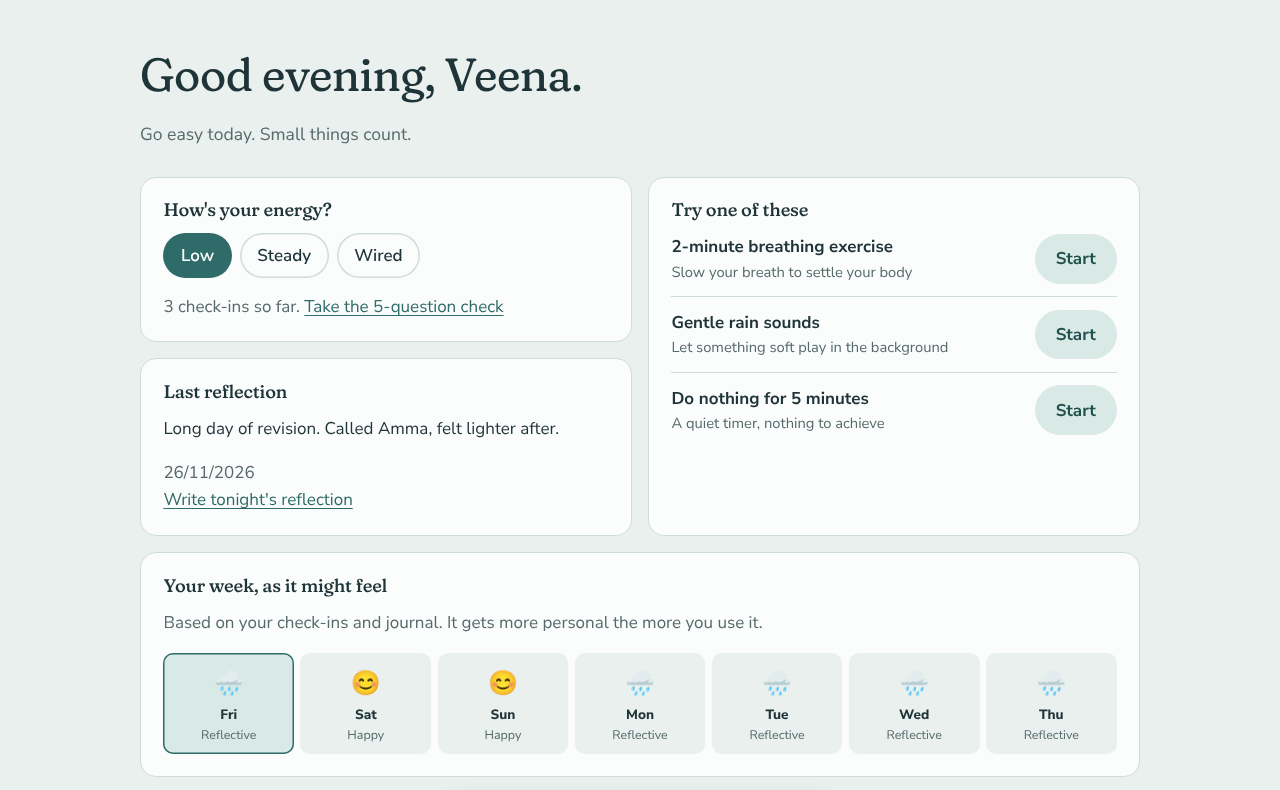 Good evening, Veena.
Go easy today. Small things count.
How's your energy?
Low
Steady
Wired
3 check-ins so far. Take the 5-question check
Last reflection
Long day of revision. Called Amma, felt lighter after.
26/11/2026
Write tonight's reflection
Try one of these
2-minute breathing exercise
Slow your breath to settle your body
Start
Gentle rain sounds
Let something soft play in the background
Start
Do nothing for 5 minutes
A quiet timer, nothing to achieve
Start
Your week, as it might feel
Based on your check-ins and journal. It gets more personal the more you use it.
Fri
Reflective
Sat
Happy
Sun
Happy
Mon
Reflective
Tue
Reflective
Wed
Reflective
Thu
Reflective